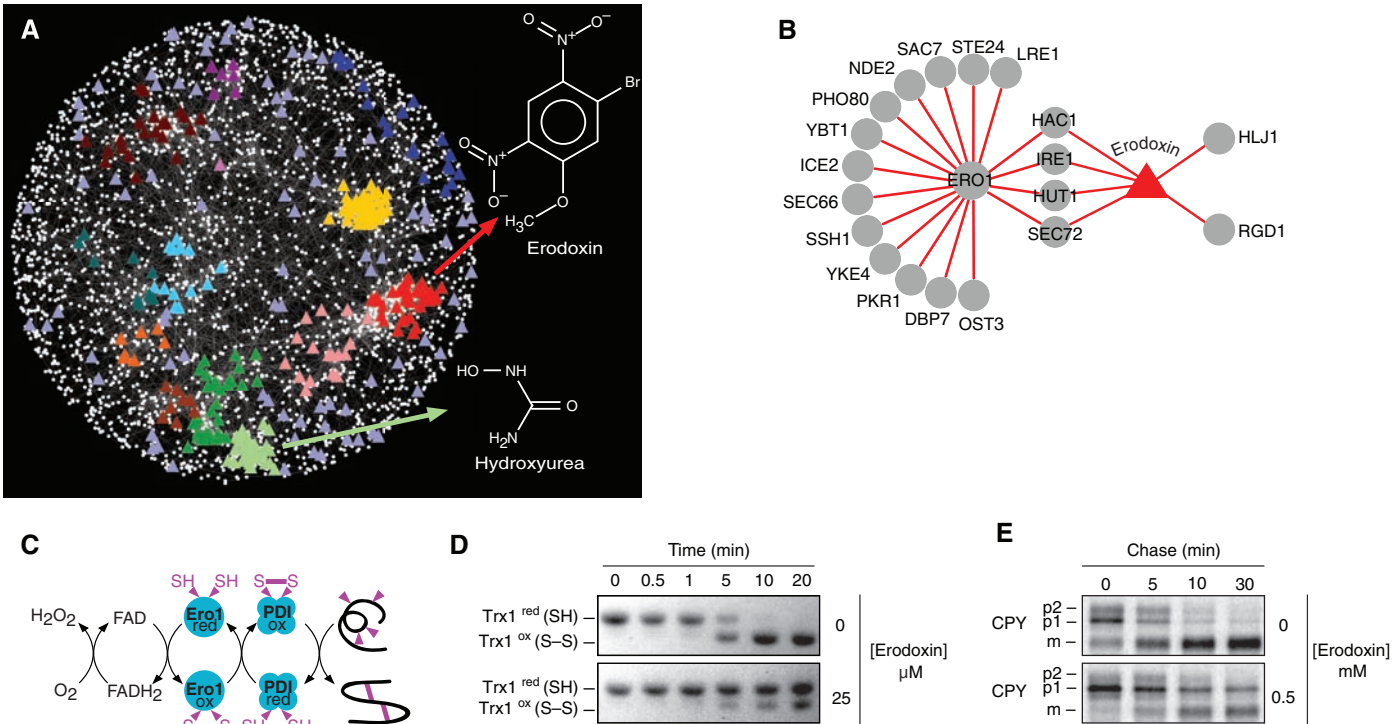 A
O
N+
O−
Br
O
N+
O−
O
H3C
Erodoxin
HO
NH
O
H2N
Hydroxyurea
B
SAC7
STE24
LRE1
NDE2
PHO80
YBT1
ICE2
SEC66
SSH1
YKE4
PKR1
DBP7
OST3
ERO1
HAC1
IRE1
HUT1
SEC72
Erodoxin
HLJ1
RGD1
C
SH SH S S
H2O2 FAD Ero1 red PDI ox
O2 FADH2 Ero1 ox PDI red
S S SH SH
D
Time (min)
0 0.5 1 5 10 20
Trx1 red (SH)
Trx1 ox (S–S)
0
Trx1 red (SH)
Trx1 ox (S–S)
25
[Erodoxin]
µM
E
Chase (min)
0 5 10 30
CPY
p2
p1
m
0
CPY
p2
p1
m
0.5
[Erodoxin]
mM